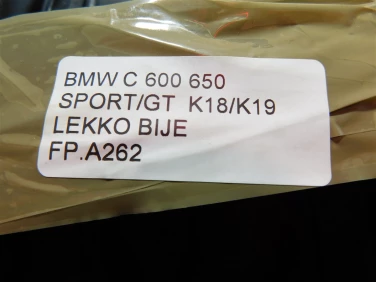 BMW C 600 650
SPORT/GT K18/K19
LEKKO BIJE
FP.A262